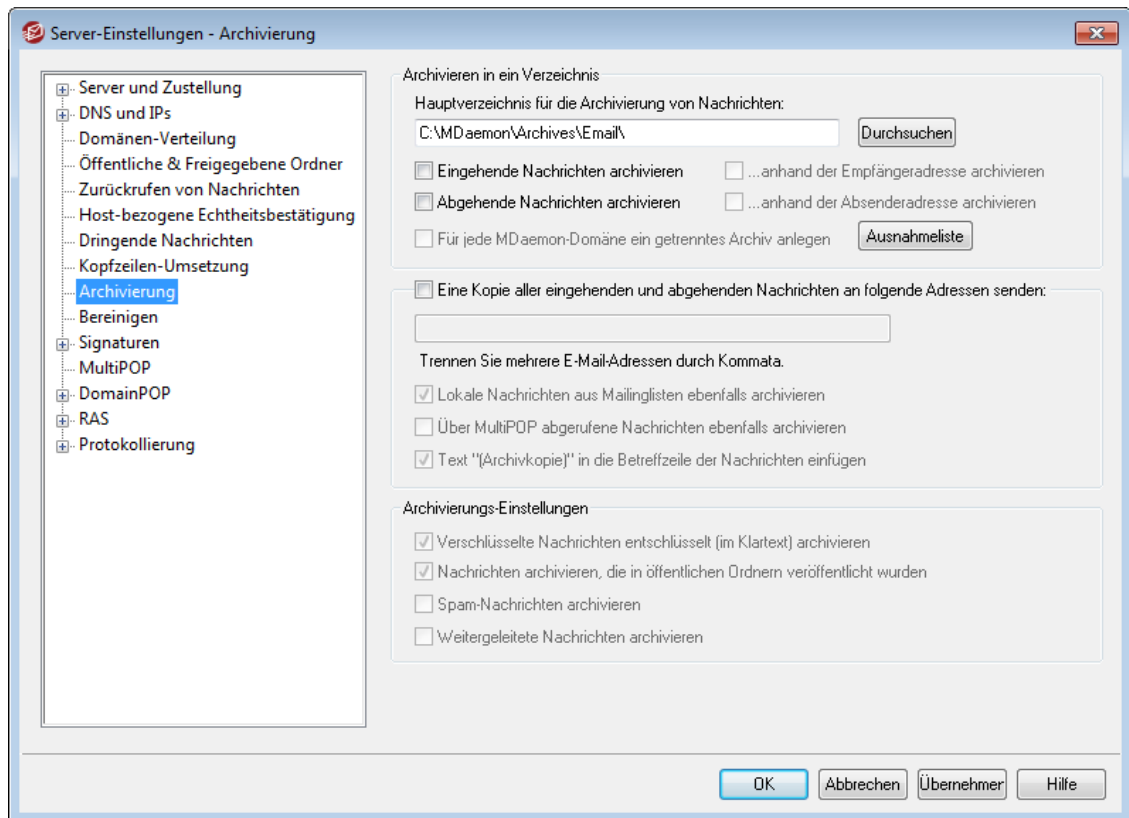 Server-Einstellungen - Archivierung
Server und Zustellung
DNS und IPs
Domänen-Verteilung
Öffentliche & Freigegebene Ordner
Zurückrufen von Nachrichten
Host-bezogene Echtheitsbestätigung
Dringende Nachrichten
Kopfzeilen-Umsetzung
Archivierung
Bereinigen
Signaturen
MultiPOP
DomainPOP
RAS
Protokollierung
Archivieren in ein Verzeichnis
Hauptverzeichnis für die Archivierung von Nachrichten:
C:\MDaemon\Archives\Email\ Durchsuchen
Eingehende Nachrichten archivieren ...anhand der Empfängeradresse archivieren
Abgehende Nachrichten archivieren ...anhand der Absenderadresse archivieren
Für jede MDaemon-Domäne ein getrenntes Archiv anlegen Ausnahmeliste
Eine Kopie aller eingehenden und abgehenden Nachrichten an folgende Adressen senden:
Trennen Sie mehrere E-Mail-Adressen durch Kommata.
Lokale Nachrichten aus Mailinglisten ebenfalls archivieren
Über MultiPOP abgerufene Nachrichten ebenfalls archivieren
Text "(Archivkopie)" in die Betreffzeile der Nachrichten einfügen
Archivierungs-Einstellungen
Verschlüsselte Nachrichten entschlüsselt (im Klartext) archivieren
Nachrichten archivieren, die in öffentlichen Ordnern veröffentlicht wurden
Spam-Nachrichten archivieren
Weitergeleitete Nachrichten archivieren
OK Abbrechen Übernehmer Hilfe